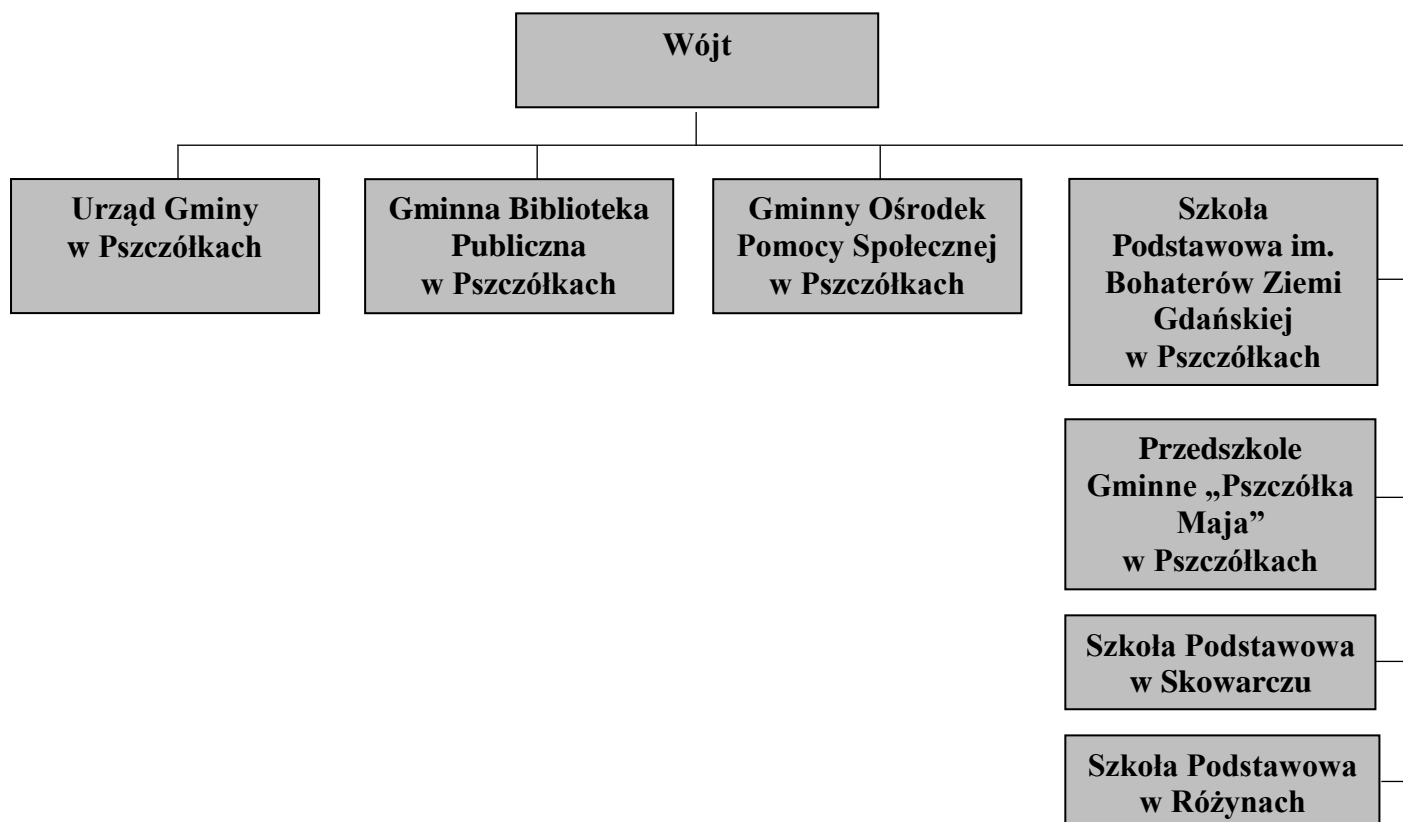 Wójt
Urząd Gminy
w Pszczółkach
Gminna Biblioteka
Publiczna
w Pszczółkach
Gminny Ośrodek
Pomocy Społecznej
w Pszczółkach
Szkoła
Podstawowa im.
Bohaterów Ziemi
Gdańskiej
w Pszczółkach
Przedszkole
Gminne „Pszczółka
Maja”
w Pszczółkach
Szkoła Podstawowa
w Skowarczu
Szkoła Podstawowa
w Różynach